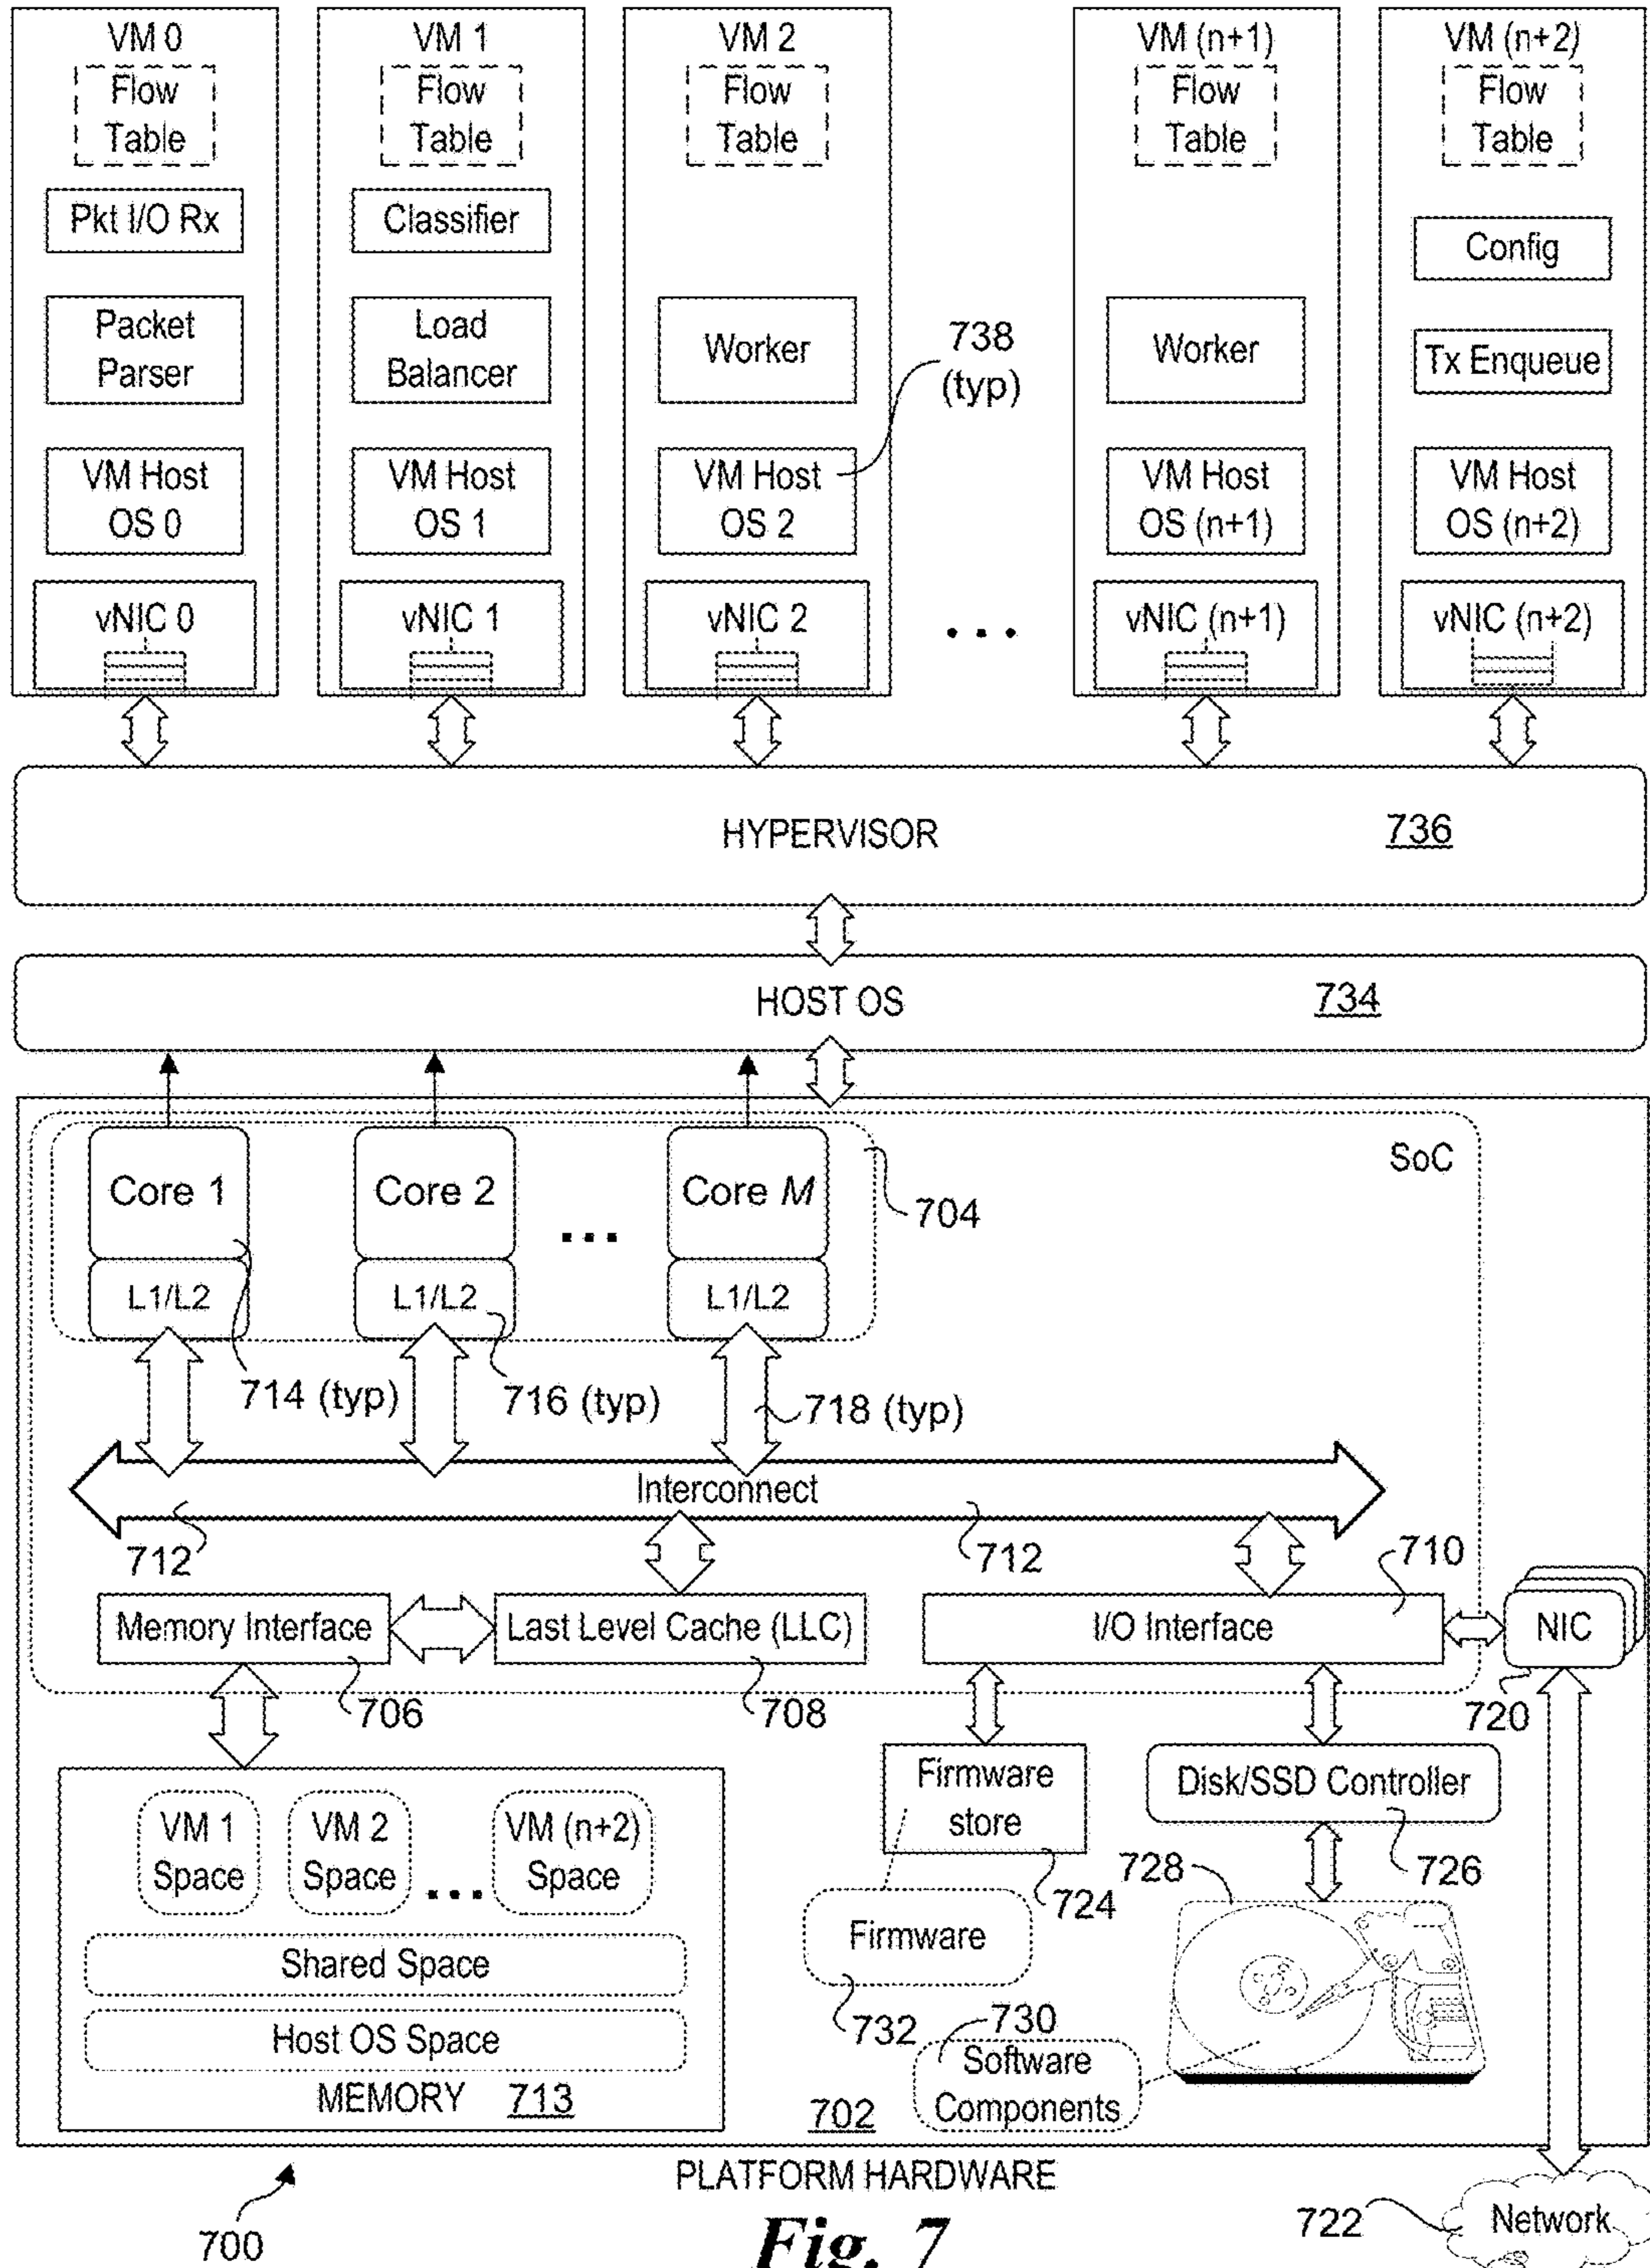 VM 0
Flow
Table
Pkt I/O Rx
Packet
Parser
VM Host
OS 0
vNIC 0
VM 1
Flow
Table
Classifier
Load
Balancer
VM Host
OS 1
vNIC 1
VM 2
Flow
Table
Worker
VM Host
OS 2
vNIC 2
738
(typ)
...
VM (n+1)
Flow
Table
Worker
VM Host
OS (n+1)
vNIC (n+1)
VM (n+2)
Flow
Table
Config
Tx Enqueue
VM Host
OS (n+2)
vNIC (n+2)
HYPERVISOR
736
HOST OS
734
SoC
Core 1
L1/L2
Core 2
L1/L2
...
Core M
L1/L2
704
714 (typ)
716 (typ)
718 (typ)
Interconnect
712
712
710
Memory Interface
Last Level Cache (LLC)
I/O Interface
NIC
706
708
720
VM 1
Space
VM 2
Space
...
VM (n+2)
Space
Shared Space
Host OS Space
MEMORY 713
Firmware
store
724
Disk/SSD Controller
726
728
Firmware
732
730
Software
Components
702
PLATFORM HARDWARE
700
722
Network
Fig. 7